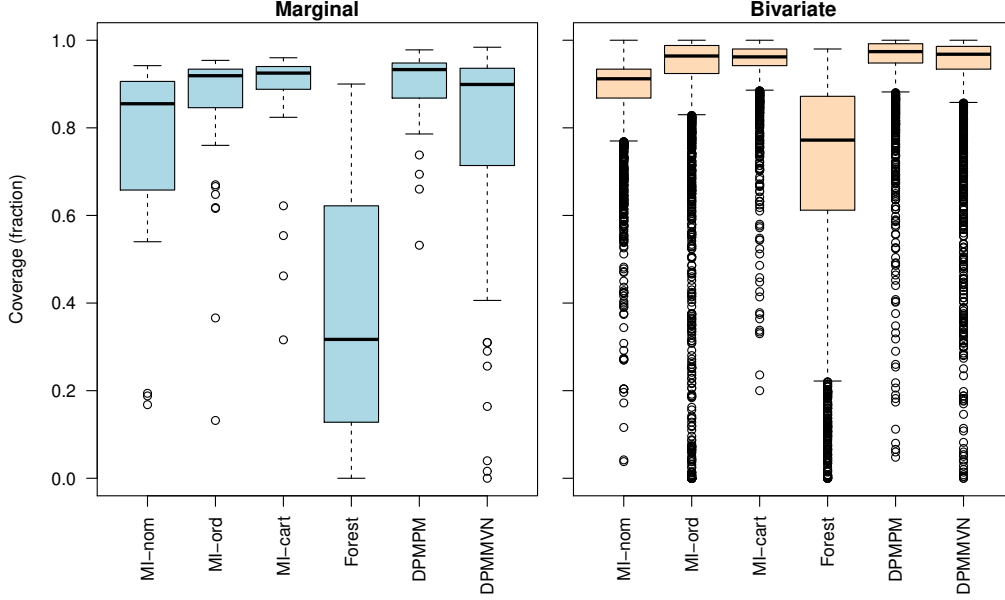 Marginal
Bivariate
Coverage (fraction)
1.0
0.8
0.6
0.4
0.2
0.0
MI−nom
MI−ord
MI−cart
Forest
DPMPM
DPMMVN
MI−nom
MI−ord
MI−cart
Forest
DPMPM
DPMMVN